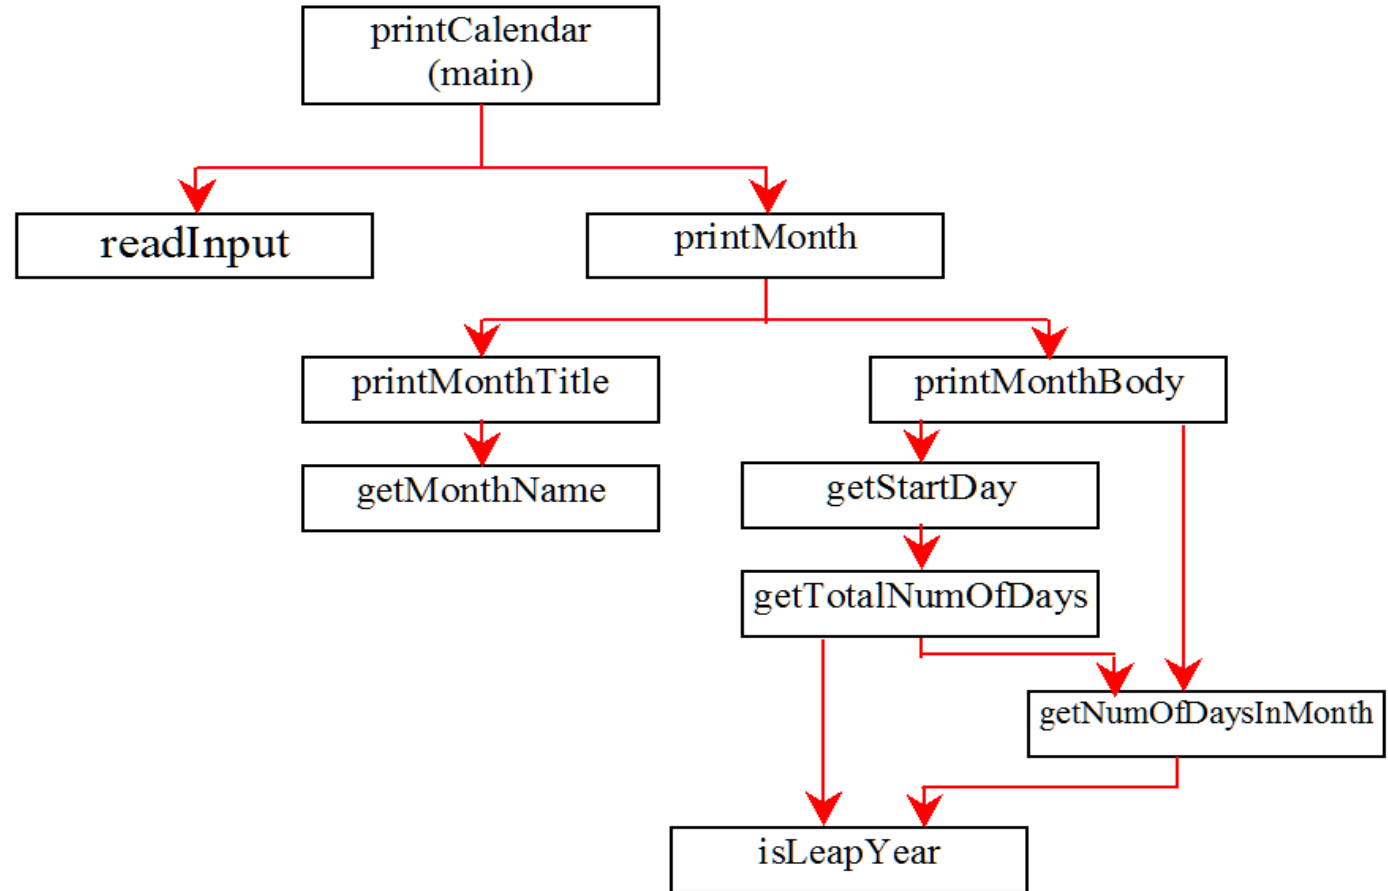 printCalendar
(main)
readInput
printMonth
printMonthTitle
printMonthBody
getMonthName
getStartDay
getTotalNumOfDays
getNumOfDaysInMonth
isLeapYear